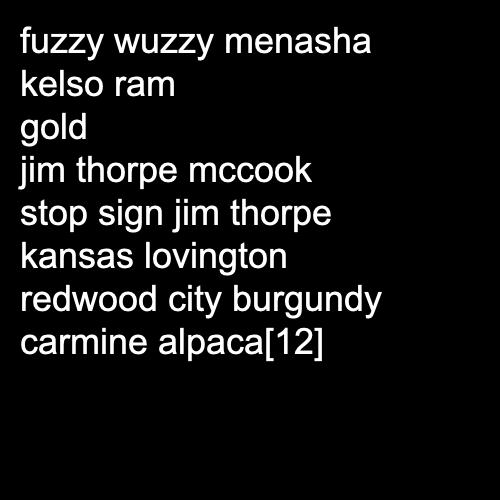 fuzzy wuzzy menasha
kelso ram
gold
jim thorpe mccook
stop sign jim thorpe
kansas lovington
redwood city burgundy
carmine alpaca[12]